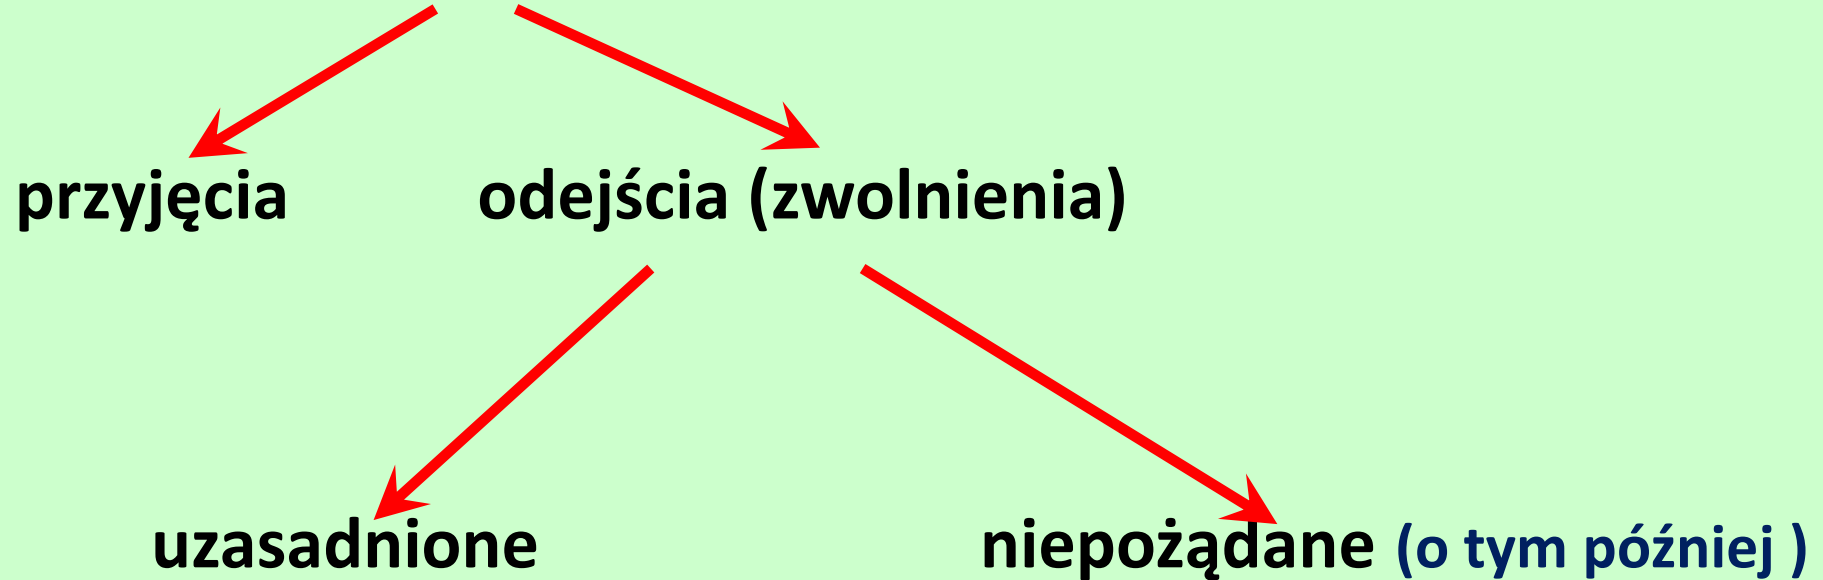 przyjęcia odejścia (zwolnienia)
uzasadnione niepożądane (o tym później )